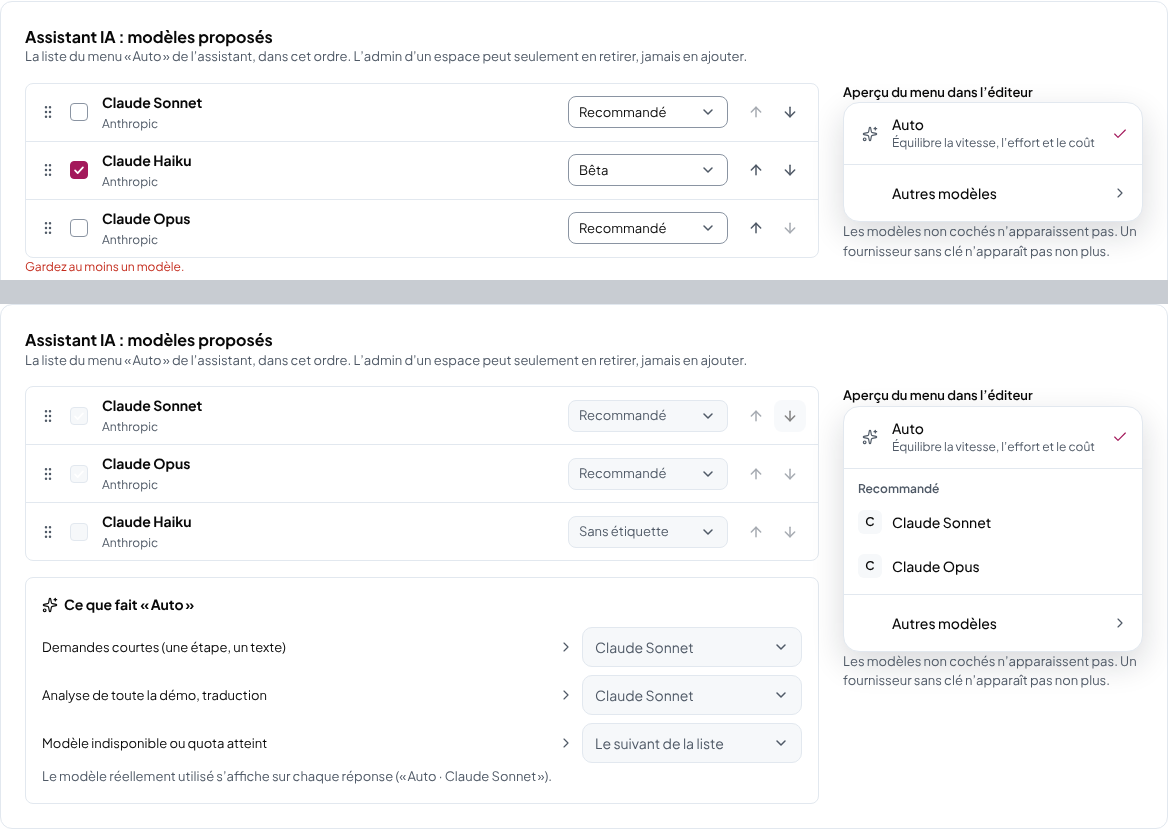 Assistant IA : modèles proposés
La liste du menu « Auto » de l’assistant, dans cet ordre. L’admin d’un espace peut seulement en retirer, jamais en ajouter.
Claude Sonnet
Anthropic
Recommandé
Claude Haiku
Anthropic
Bêta
Claude Opus
Anthropic
Recommandé
Gardez au moins un modèle.
Aperçu du menu dans l’éditeur
Auto
Équilibre la vitesse, l’effort et le coût
Autres modèles
Les modèles non cochés n’apparaissent pas. Un
fournisseur sans clé n’apparaît pas non plus.
Assistant IA : modèles proposés
La liste du menu « Auto » de l’assistant, dans cet ordre. L’admin d’un espace peut seulement en retirer, jamais en ajouter.
Claude Sonnet
Anthropic
Recommandé
Claude Opus
Anthropic
Recommandé
Claude Haiku
Anthropic
Sans étiquette
Ce que fait « Auto »
Demandes courtes (une étape, un texte)
Claude Sonnet
Analyse de toute la démo, traduction
Claude Sonnet
Modèle indisponible ou quota atteint
Le suivant de la liste
Le modèle réellement utilisé s’affiche sur chaque réponse (« Auto · Claude Sonnet »).
Aperçu du menu dans l’éditeur
Auto
Équilibre la vitesse, l’effort et le coût
Recommandé
C Claude Sonnet
C Claude Opus
Autres modèles
Les modèles non cochés n’apparaissent pas. Un
fournisseur sans clé n’apparaît pas non plus.